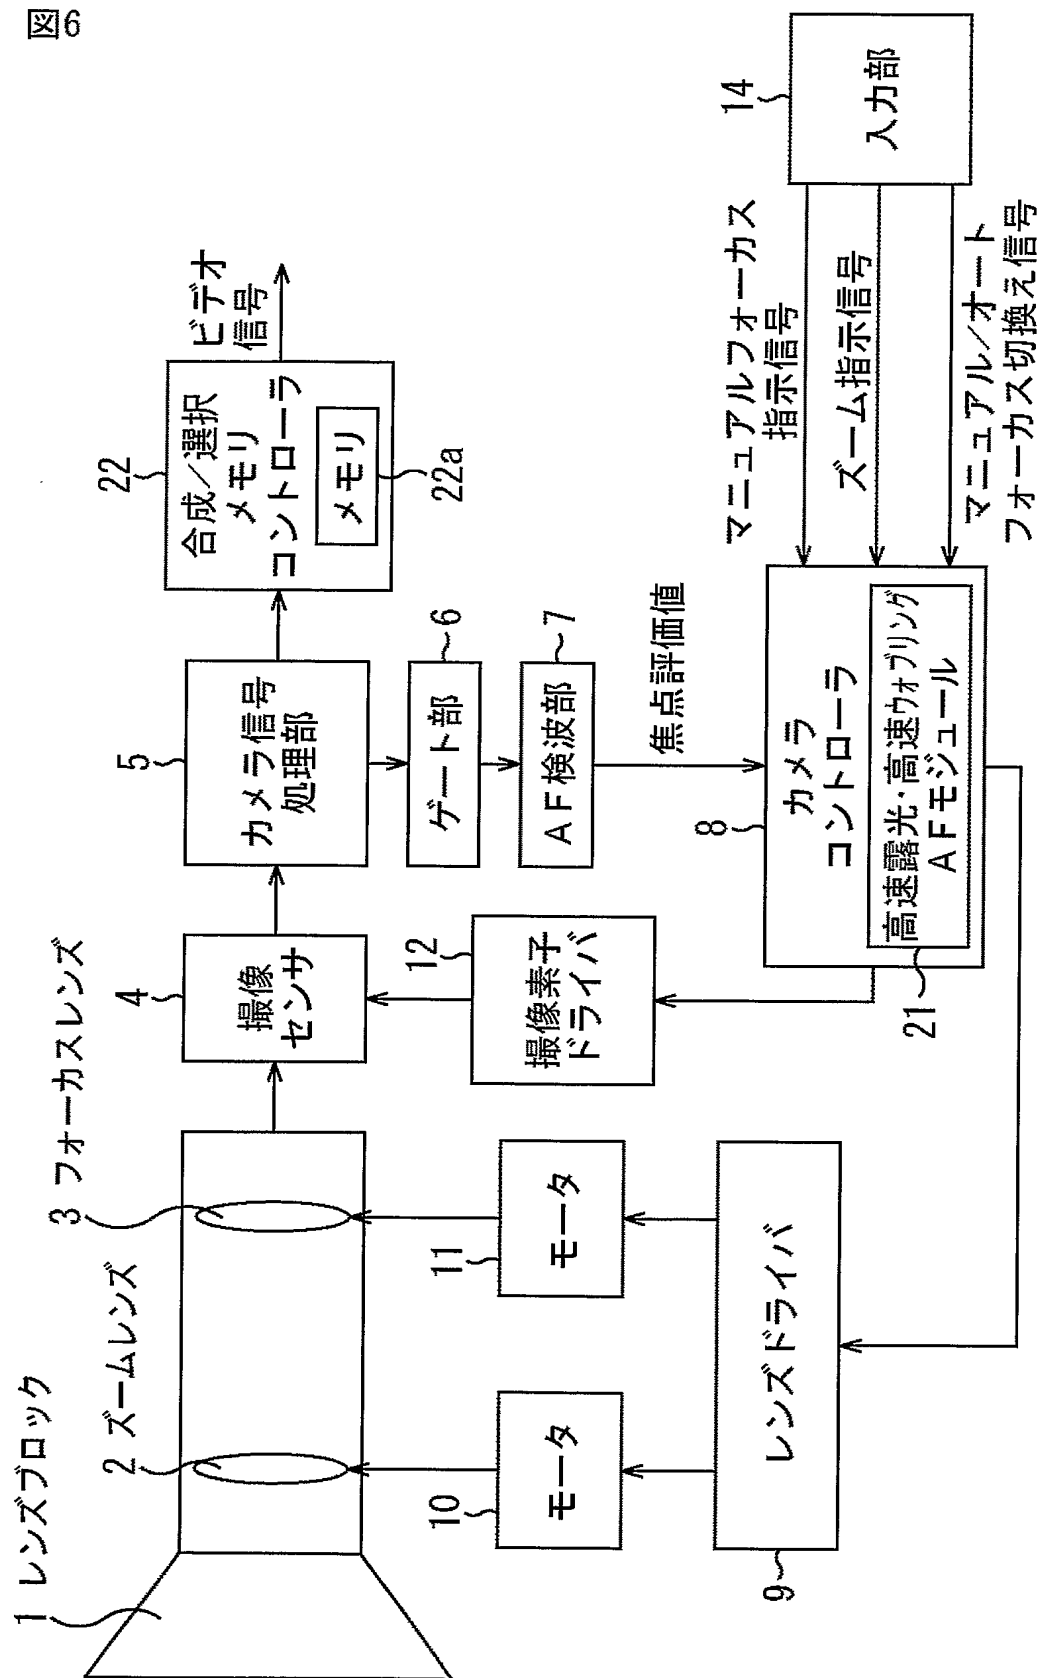 図6
1 レンズブロック
2 ズームレンズ
3 フォーカスレンズ
4
撮像
センサ
5
カメラ信号
処理部
22
合成/選択
メモリ
コントローラ
メモリ
22a
ビデオ
信号
6
ゲート部
7
AF検波部
焦点評価値
12
撮像素子
ドライバ
10
モータ
11
モータ
9
レンズドライバ
8
カメラ
コントローラ
高速露光・高速ウォブリング
AFモジュール
21
マニュアルフォーカス
指示信号
ズーム指示信号
マニュアル/オート
フォーカス切換え信号
14
入力部